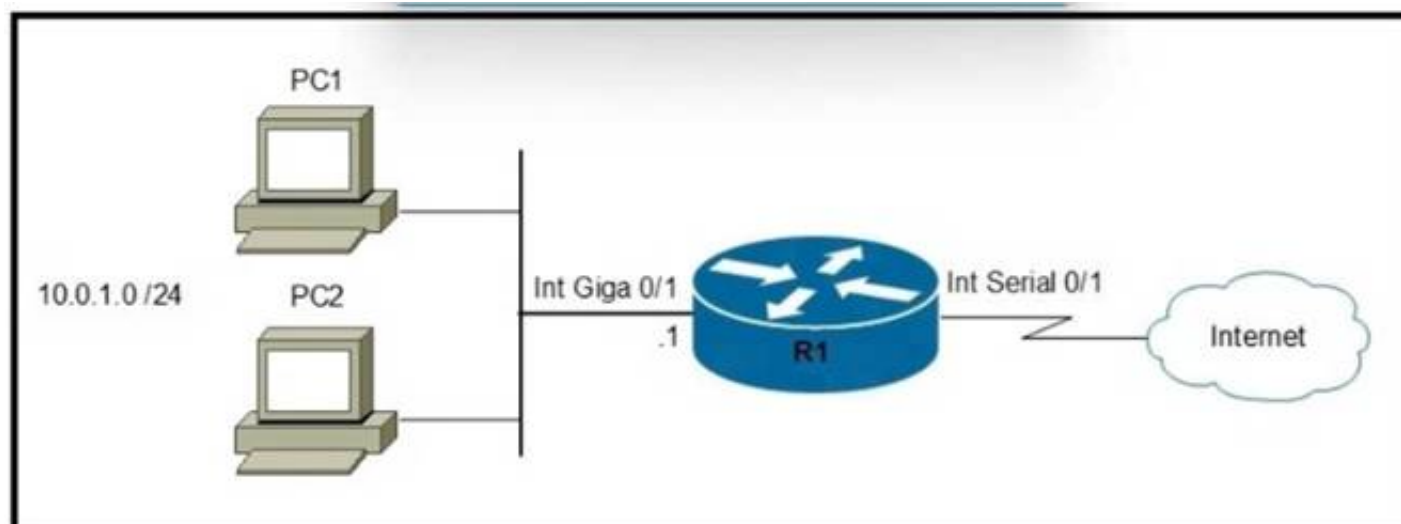 PC1
10.0.1.0 /24
PC2
Int Giga 0/1
.1
R1
Int Serial 0/1
Internet